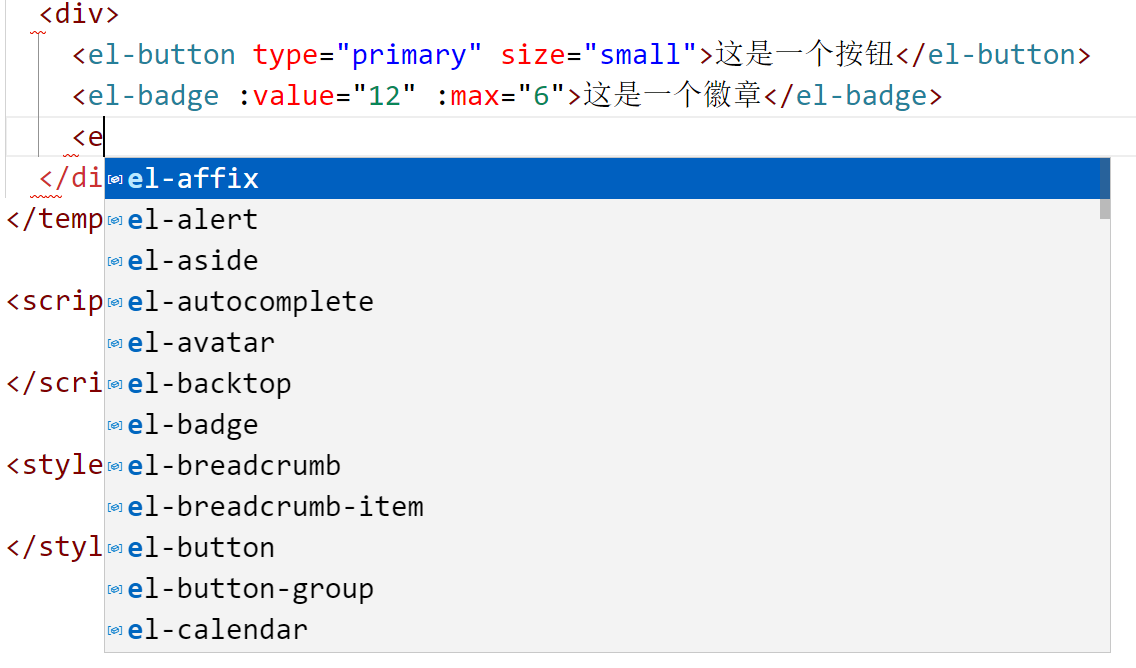 <div>
<el-button type="primary" size="small">这是一个按钮</el-button>
<el-badge :value="12" :max="6">这是一个徽章</el-badge>
<e
</di el-affix
</temp el-alert
el-aside
<scrip el-autocomplete
el-avatar
</scri el-backtop
el-badge
<style el-breadcrumb
el-breadcrumb-item
</styl el-button
el-button-group
el-calendar